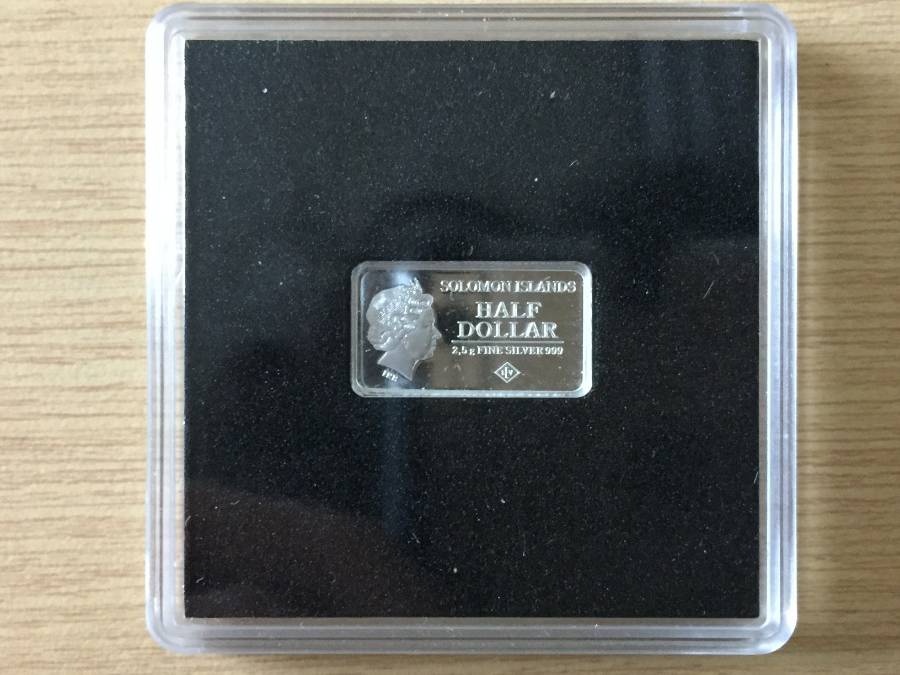 SOLOMON ISLANDS
HALF
DOLLAR
2,5 g FINE SILVER 999